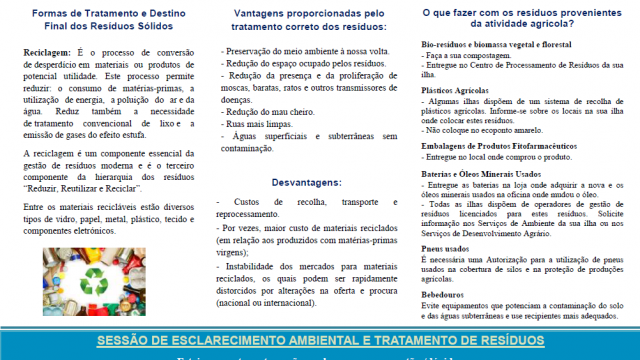 Formas de Tratamento e Destino
Final dos Resíduos Sólidos
Reciclagem: É o processo de conversão
de desperdício em materiais ou produtos de
potencial utilidade. Este processo permite
reduzir: o consumo de matérias-primas, a
utilização de energia, a poluição do ar e da
água. Reduz também a necessidade
de tratamento convencional de lixo e a
emissão de gases do efeito estufa.
A reciclagem é um componente essencial da
gestão de resíduos moderna e é o terceiro
componente da hierarquia dos resíduos
“Reduzir, Reutilizar e Reciclar”.
Entre os materiais recicláveis estão diversos
tipos de vidro, papel, metal, plástico, tecido e
componentes eletrónicos.
Vantagens proporcionadas pelo
tratamento correto dos resíduos:
- Preservação do meio ambiente à nossa volta.
- Redução do espaço ocupado pelos resíduos.
- Redução da presença e da proliferação de
moscas, baratas, ratos e outros transmissores de
doenças.
- Redução do mau cheiro.
- Ruas mais limpas.
- Águas superficiais e subterrâneas sem
contaminação.
Desvantagens:
- Custos de recolha, transporte e
reprocessamento.
- Por vezes, maior custo de materiais reciclados
(em relação aos produzidos com matérias-primas
virgens);
- Instabilidade dos mercados para materiais
reciclados, os quais podem ser rapidamente
distorcidos por alterações na oferta e procura
(nacional ou internacional).
O que fazer com os resíduos provenientes
da atividade agrícola?
Bio-resíduos e biomassa vegetal e florestal
- Faça a sua compostagem.
- Entregue no Centro de Processamento de Resíduos da sua
ilha.
Plásticos Agrícolas
- Algumas ilhas dispõem de um sistema de recolha de
plásticos agrícolas. Informe-se sobre os locais na sua ilha
onde colocar estes resíduos.
- Não coloque no ecoponto amarelo.
Embalagens de Produtos Fitofarmacêuticos
- Entregue no local onde comprou o produto.
Baterias e Óleos Minerais Usados
- Entregue as baterias na loja onde adquirir a nova e os
óleos minerais usados na oficina onde mudou o óleo.
- Todas as ilhas dispõem de operadores de gestão de
resíduos licenciados para estes resíduos. Solicite
informação nos Serviços de Ambiente da sua ilha ou nos
Serviços de Desenvolvimento Agrário.
Pneus usados
É necessária uma Autorização para a utilização de pneus
usados na cobertura de silos e na proteção de produções
agrícolas.
Bebedouros
Evite equipamentos que potenciam a contaminação do solo
e das águas subterrâneas e use recipientes mais adequados.
SESSÃO DE ESCLARECIMENTO AMBIENTAL E TRATAMENTO DE RESÍDUOS